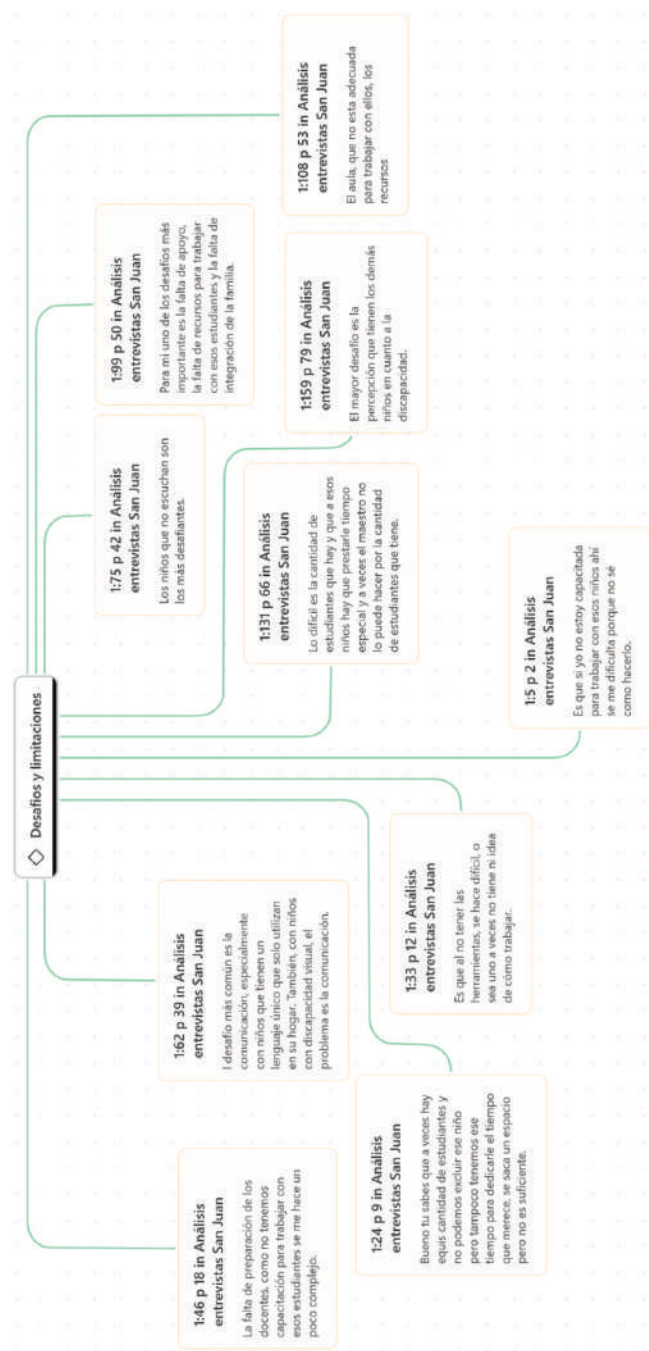 Desafíos y limitaciones
1:46 p 18 in Análisis
entrevistas San Juan
La falta de preparación de los
docentes, como no tenemos
capacitación para trabajar con
esos estudiantes se me hace un
poco complejo.
1:62 p 39 in Análisis
entrevistas San Juan
l desafío más común es la
comunicación, especialmente
con niños que tienen un
lenguaje único que solo utilizan
en su hogar. También, con niños
con discapacidad visual, el
problema es la comunicación.
1:24 p 9 in Análisis
entrevistas San Juan
Bueno tu sabes que a veces hay
equis cantidad de estudiantes y
no podemos excluir ese niño
pero tampoco tenemos ese
tiempo para dedicarle el tiempo
que merece, se saca un espacio
pero no es suficiente.
1:33 p 12 in Análisis
entrevistas San Juan
Es que al no tener las
herramientas, se hace difícil, o
sea uno a veces no tiene ni idea
de cómo trabajar.
1:5 p 2 in Análisis
entrevistas San Juan
Es que si yo no estoy capacitada
para trabajar con esos niños ahí
se me dificulta porque no sé
como hacerlo.
1:131 p 66 in Análisis
entrevistas San Juan
Lo difícil es la cantidad de
estudiantes que hay y que a esos
niños hay que prestarle tiempo
especial y a veces el maestro no
lo puede hacer por la cantidad
de estudiantes que tiene.
1:75 p 42 in Análisis
entrevistas San Juan
Los niños que no escuchan son
los más desafiantes.
1:159 p 79 in Análisis
entrevistas San Juan
El mayor desafío es la
percepción que tienen los demás
niños en cuanto a la
discapacidad.
1:99 p 50 in Análisis
entrevistas San Juan
Para mi uno de los desafíos más
importante es la falta de apoyo,
la falta de recursos para trabajar
con esos estudiantes y la falta de
integración de la familia.
1:108 p 53 in Análisis
entrevistas San Juan
El aula, que no esta adecuada
para trabajar con ellos, los
recursos